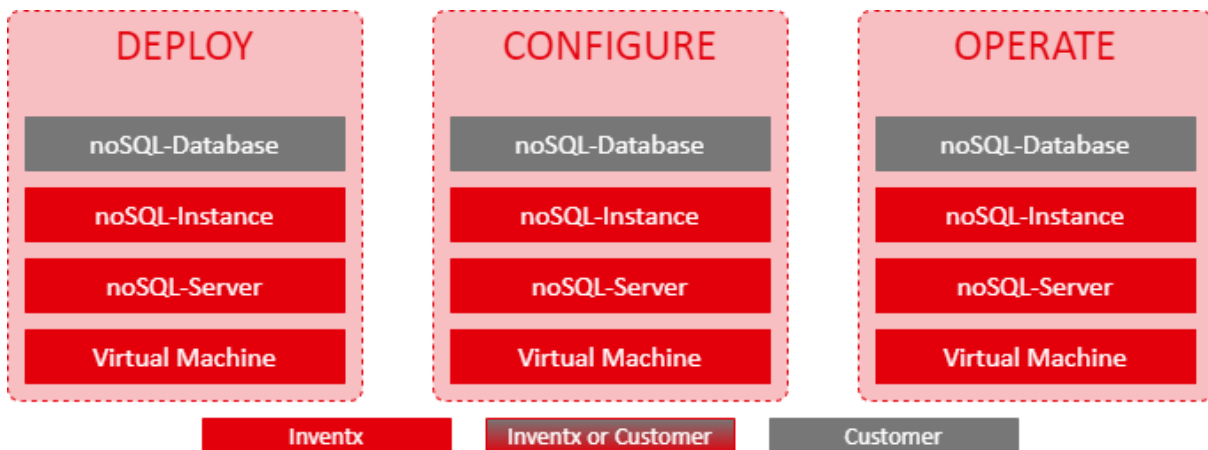 DEPLOY
noSQL-Database
noSQL-Instance
noSQL-Server
Virtual Machine
CONFIGURE
noSQL-Database
noSQL-Instance
noSQL-Server
Virtual Machine
OPERATE
noSQL-Database
noSQL-Instance
noSQL-Server
Virtual Machine
Inventx
Inventx or Customer
Customer